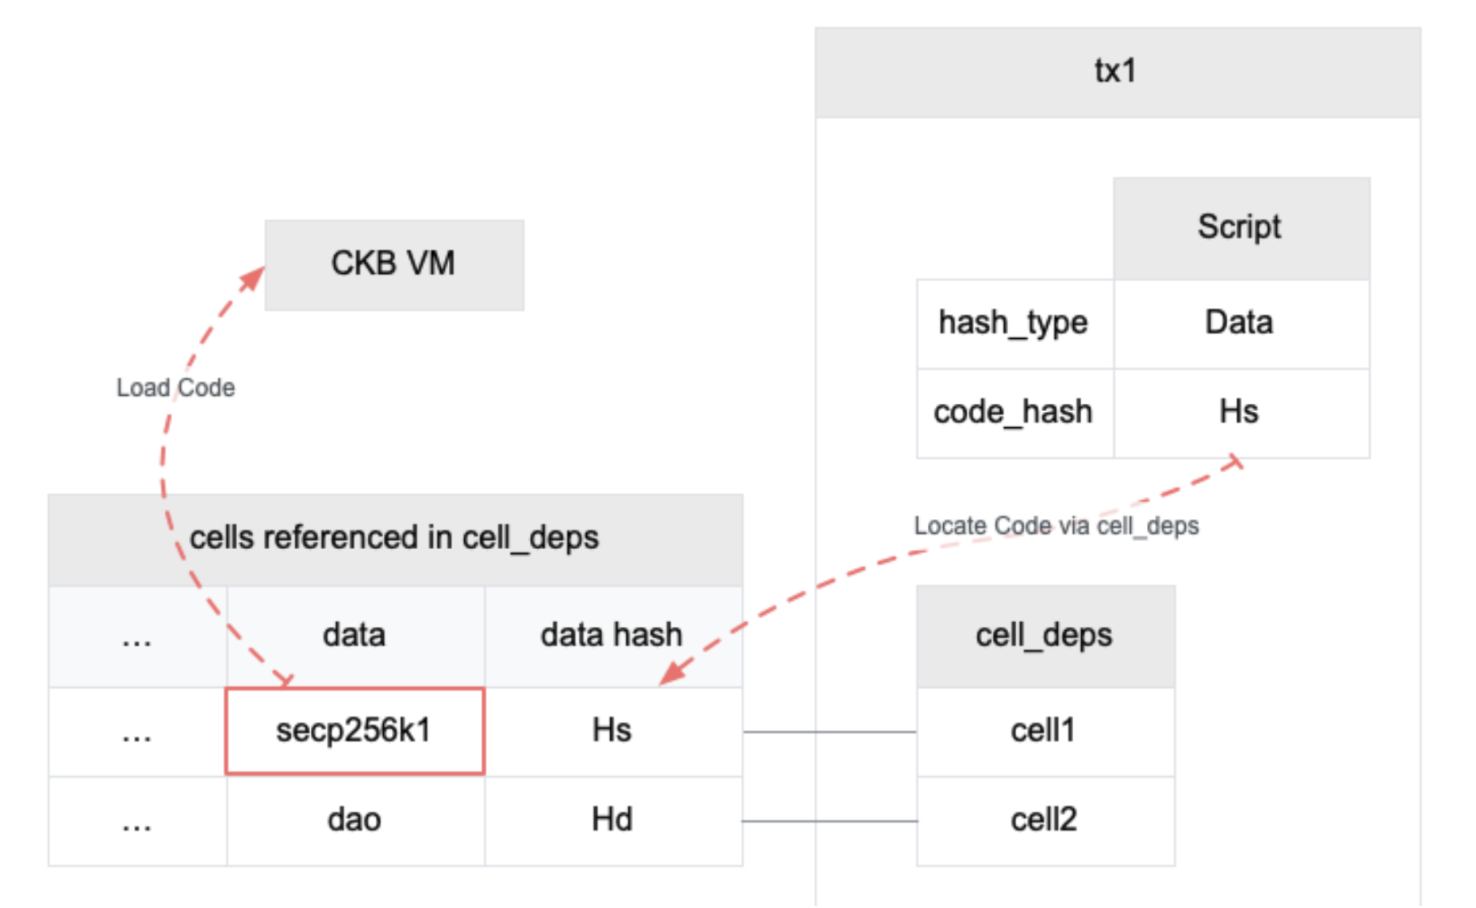 tx1
Script
CKB VM
hash_type Data
Load Code
code_hash Hs
Locate Code via cell_deps
cells referenced in cell_deps
... data data hash
cell_deps
... secp256k1 Hs
cell1
... dao Hd
cell2